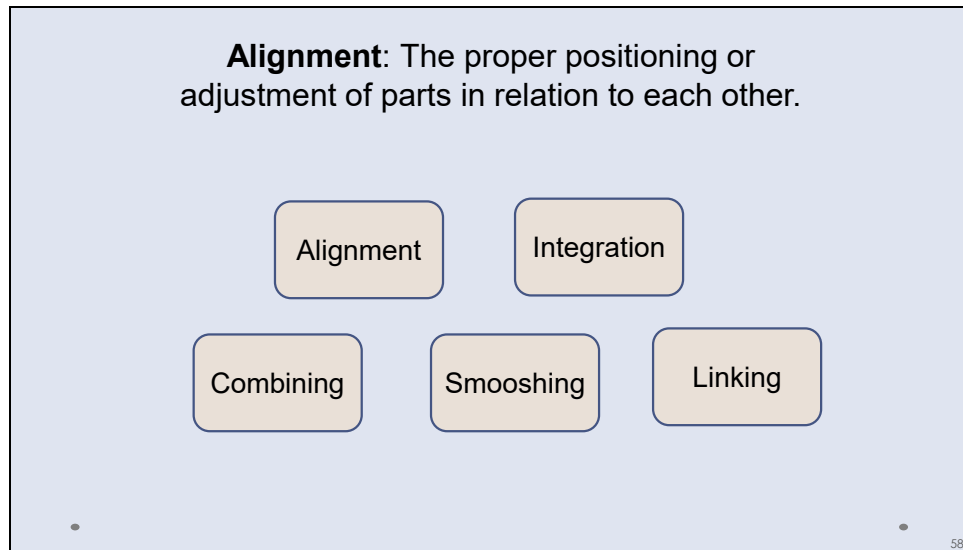 Alignment: The proper positioning or
adjustment of parts in relation to each other.
Alignment
Integration
Combining
Smooshing
Linking
58